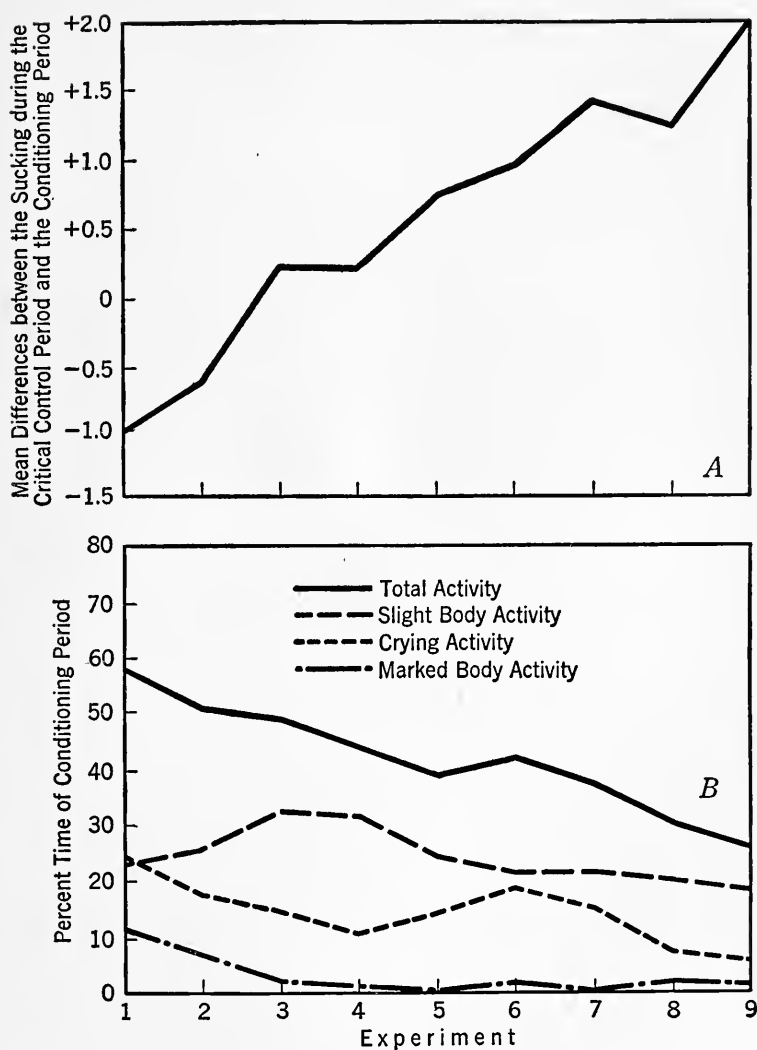 Mean Differences between the Sucking during the
Critical Control Period and the Conditioning Period
+2.0
+1.5
+1.0
+0.5
0
−0.5
−1.0
−1.5
A
Percent Time of Conditioning Period
80
70
60
50
40
30
20
10
0
Total Activity
Slight Body Activity
Crying Activity
Marked Body Activity
B
1 2 3 4 5 6 7 8 9
Experiment